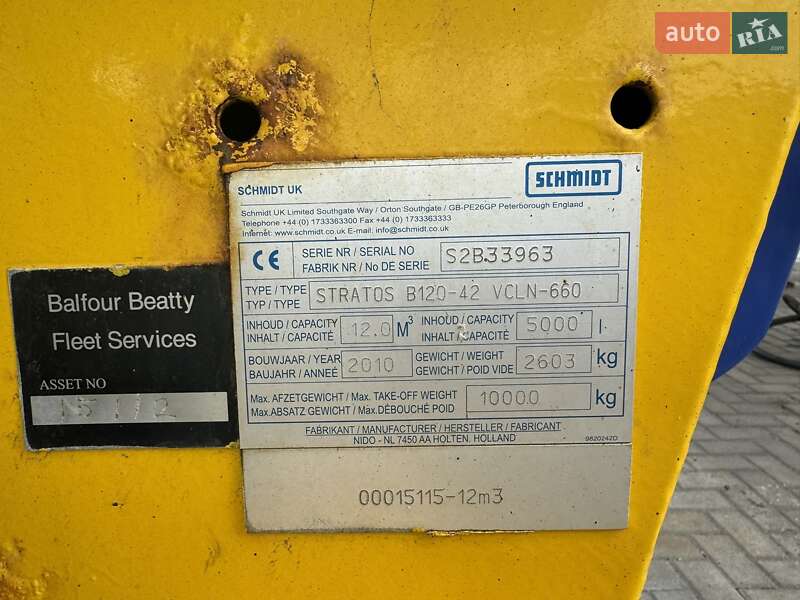 auto RIA .com
SCHMIDT UK
SCHMIDT
Schmidt UK Limited Southgate Way / Orton Southgate / GB-PE26GP Peterborough England
Telephone +44 (0) 1733363300 Fax +44 (0) 1733363333
Internet: www.schmidt.co.uk E-mail: info@schmidt.co.uk
CE
SERIE NR / SERIAL NO
FABRIK NR / No DE SERIE
S2B33963
TYPE / TYPE
TYP / TYPE
STRATOS B120-42 VCLN-660
INHOUD / CAPACITY
INHALT / CAPACITÉ
12.0 M3
INHOUD / CAPACITY
INHALT / CAPACITÉ
5000 l
BOUWJAAR / YEAR
BAUJAHR / ANNEÉ
2010
GEWICHT / WEIGHT
GEWICHT / POID VIDE
2603 kg
Max. AFZETGEWICHT / Max. TAKE-OFF WEIGHT
Max. ABSATZ GEWICHT / Max. DÉBOUCHÉ POID
10000 kg
FABRIKANT / MANUFACTURER / HERSTELLER / FABRICANT
NIDO - NL 7450 AA HOLTEN, HOLLAND
00015115-12m3
Balfour Beatty
Fleet Services
ASSET NO